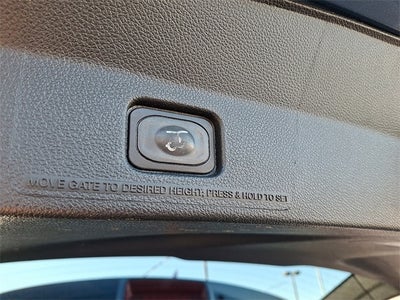 MOVE GATE TO DESIRED HEIGHT, PRESS & HOLD TO SET